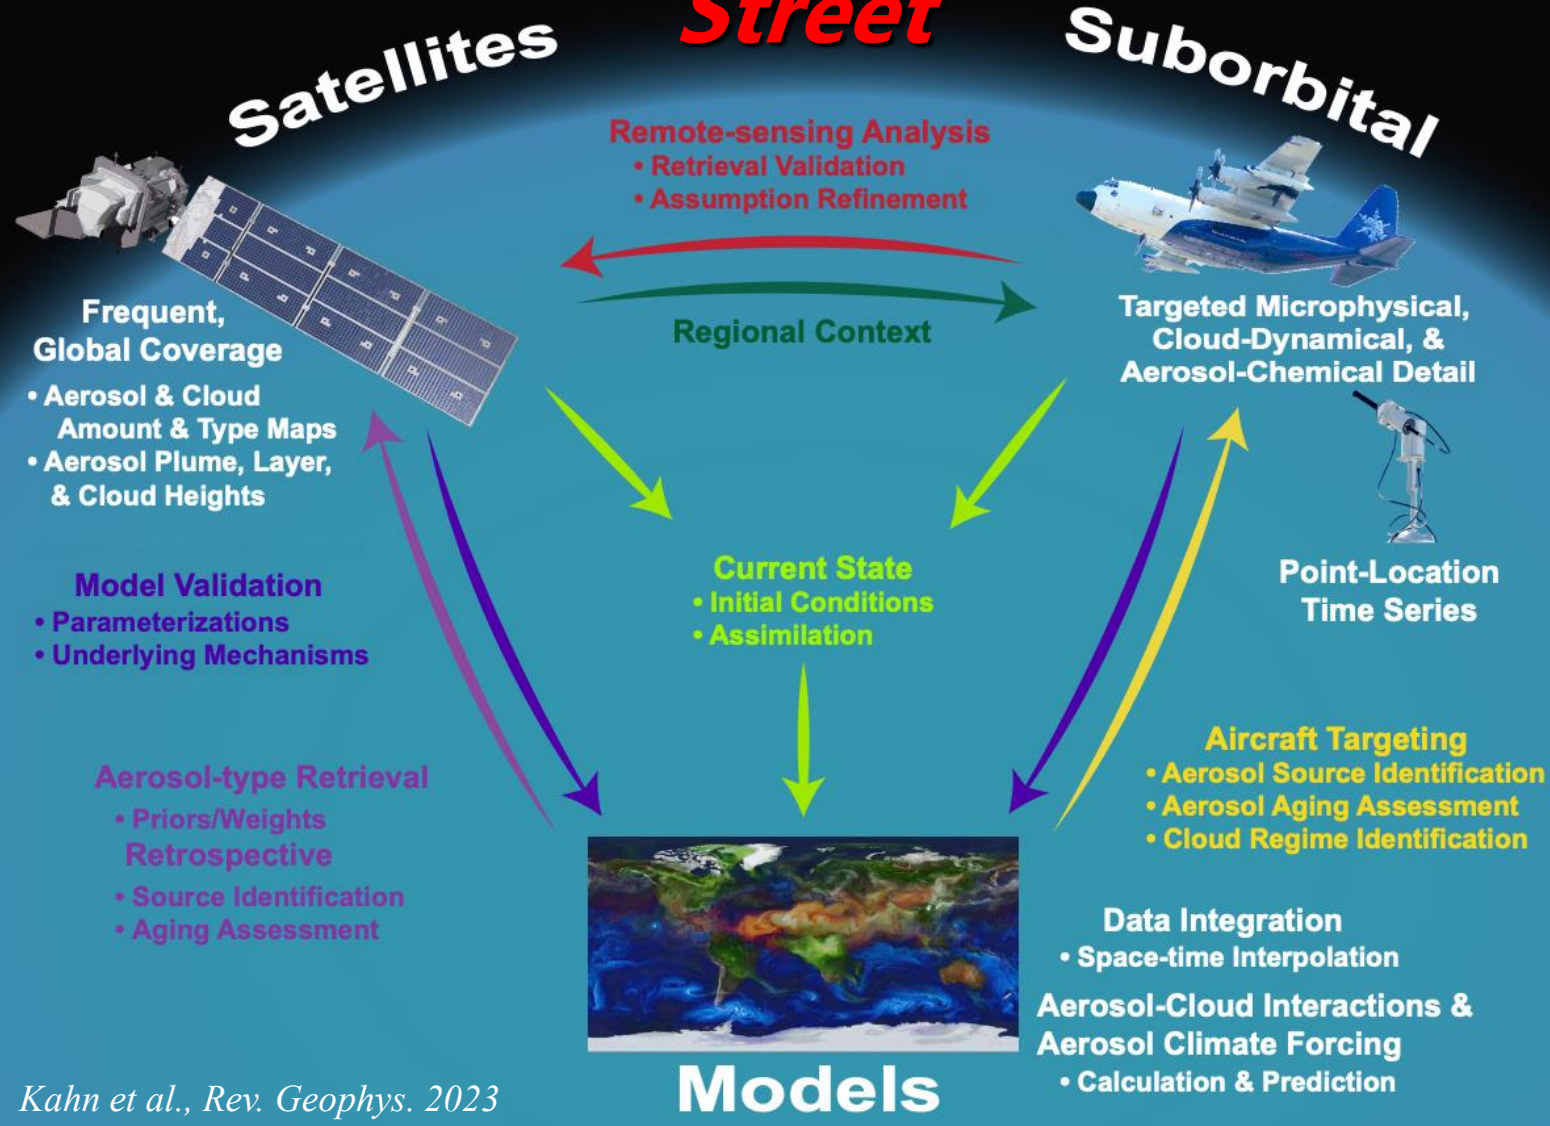 Street
Satellites
Suborbital
Remote-sensing Analysis
• Retrieval Validation
• Assumption Refinement
Regional Context
Frequent,
Global Coverage
• Aerosol & Cloud
Amount & Type Maps
• Aerosol Plume, Layer,
& Cloud Heights
Targeted Microphysical,
Cloud-Dynamical, &
Aerosol-Chemical Detail
Point-Location
Time Series
Model Validation
• Parameterizations
• Underlying Mechanisms
Current State
• Initial Conditions
• Assimilation
Aerosol-type Retrieval
• Priors/Weights
Retrospective
• Source Identification
• Aging Assessment
Aircraft Targeting
• Aerosol Source Identification
• Aerosol Aging Assessment
• Cloud Regime Identification
Data Integration
• Space-time Interpolation
Aerosol-Cloud Interactions &
Aerosol Climate Forcing
• Calculation & Prediction
Models
Kahn et al., Rev. Geophys. 2023